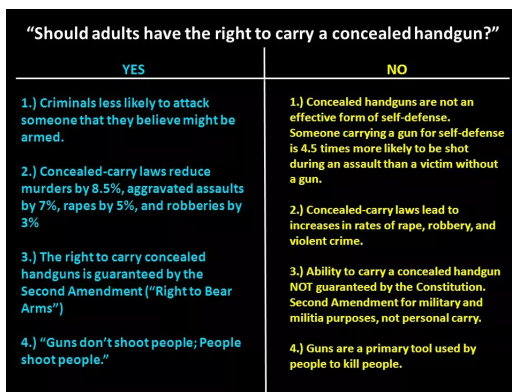 “Should adults have the right to carry a concealed handgun?”
YES
1.) Criminals less likely to attack
someone that they believe might be
armed.
2.) Concealed-carry laws reduce
murders by 8.5%, aggravated assaults
by 7%, rapes by 5%, and robberies by
3%
3.) The right to carry concealed
handguns is guaranteed by the
Second Amendment (“Right to Bear
Arms”)
4.) “Guns don’t shoot people; People
shoot people.”
NO
1.) Concealed handguns are not an
effective form of self-defense.
Someone carrying a gun for self-defense
is 4.5 times more likely to be shot
during an assault than a victim without
a gun.
2.) Concealed-carry laws lead to
increases in rates of rape, robbery, and
violent crime.
3.) Ability to carry a concealed handgun
NOT guaranteed by the Constitution.
Second Amendment for military and
militia purposes, not personal carry.
4.) Guns are a primary tool used by
people to kill people.